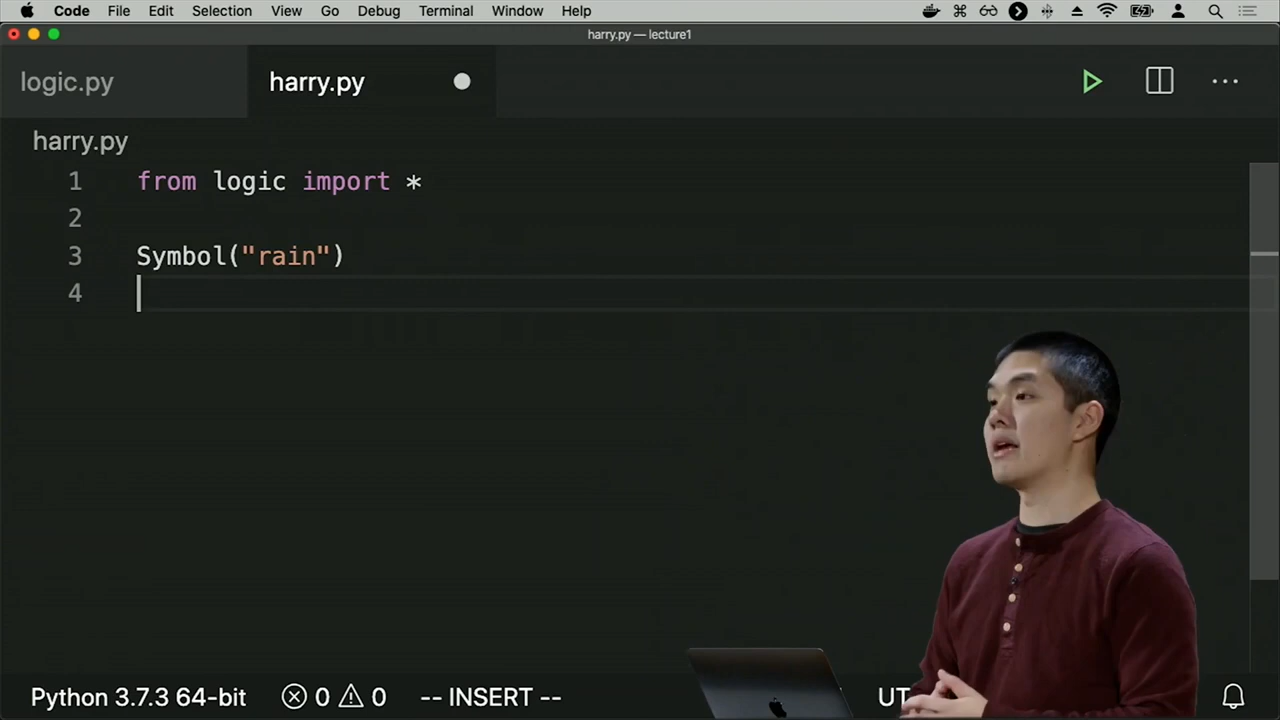 Code File Edit Selection View Go Debug Terminal Window Help
harry.py — lecture1
logic.py harry.py
harry.py
1 from logic import *
2
3 Symbol("rain")
4
Python 3.7.3 64-bit 0 0 -- INSERT --